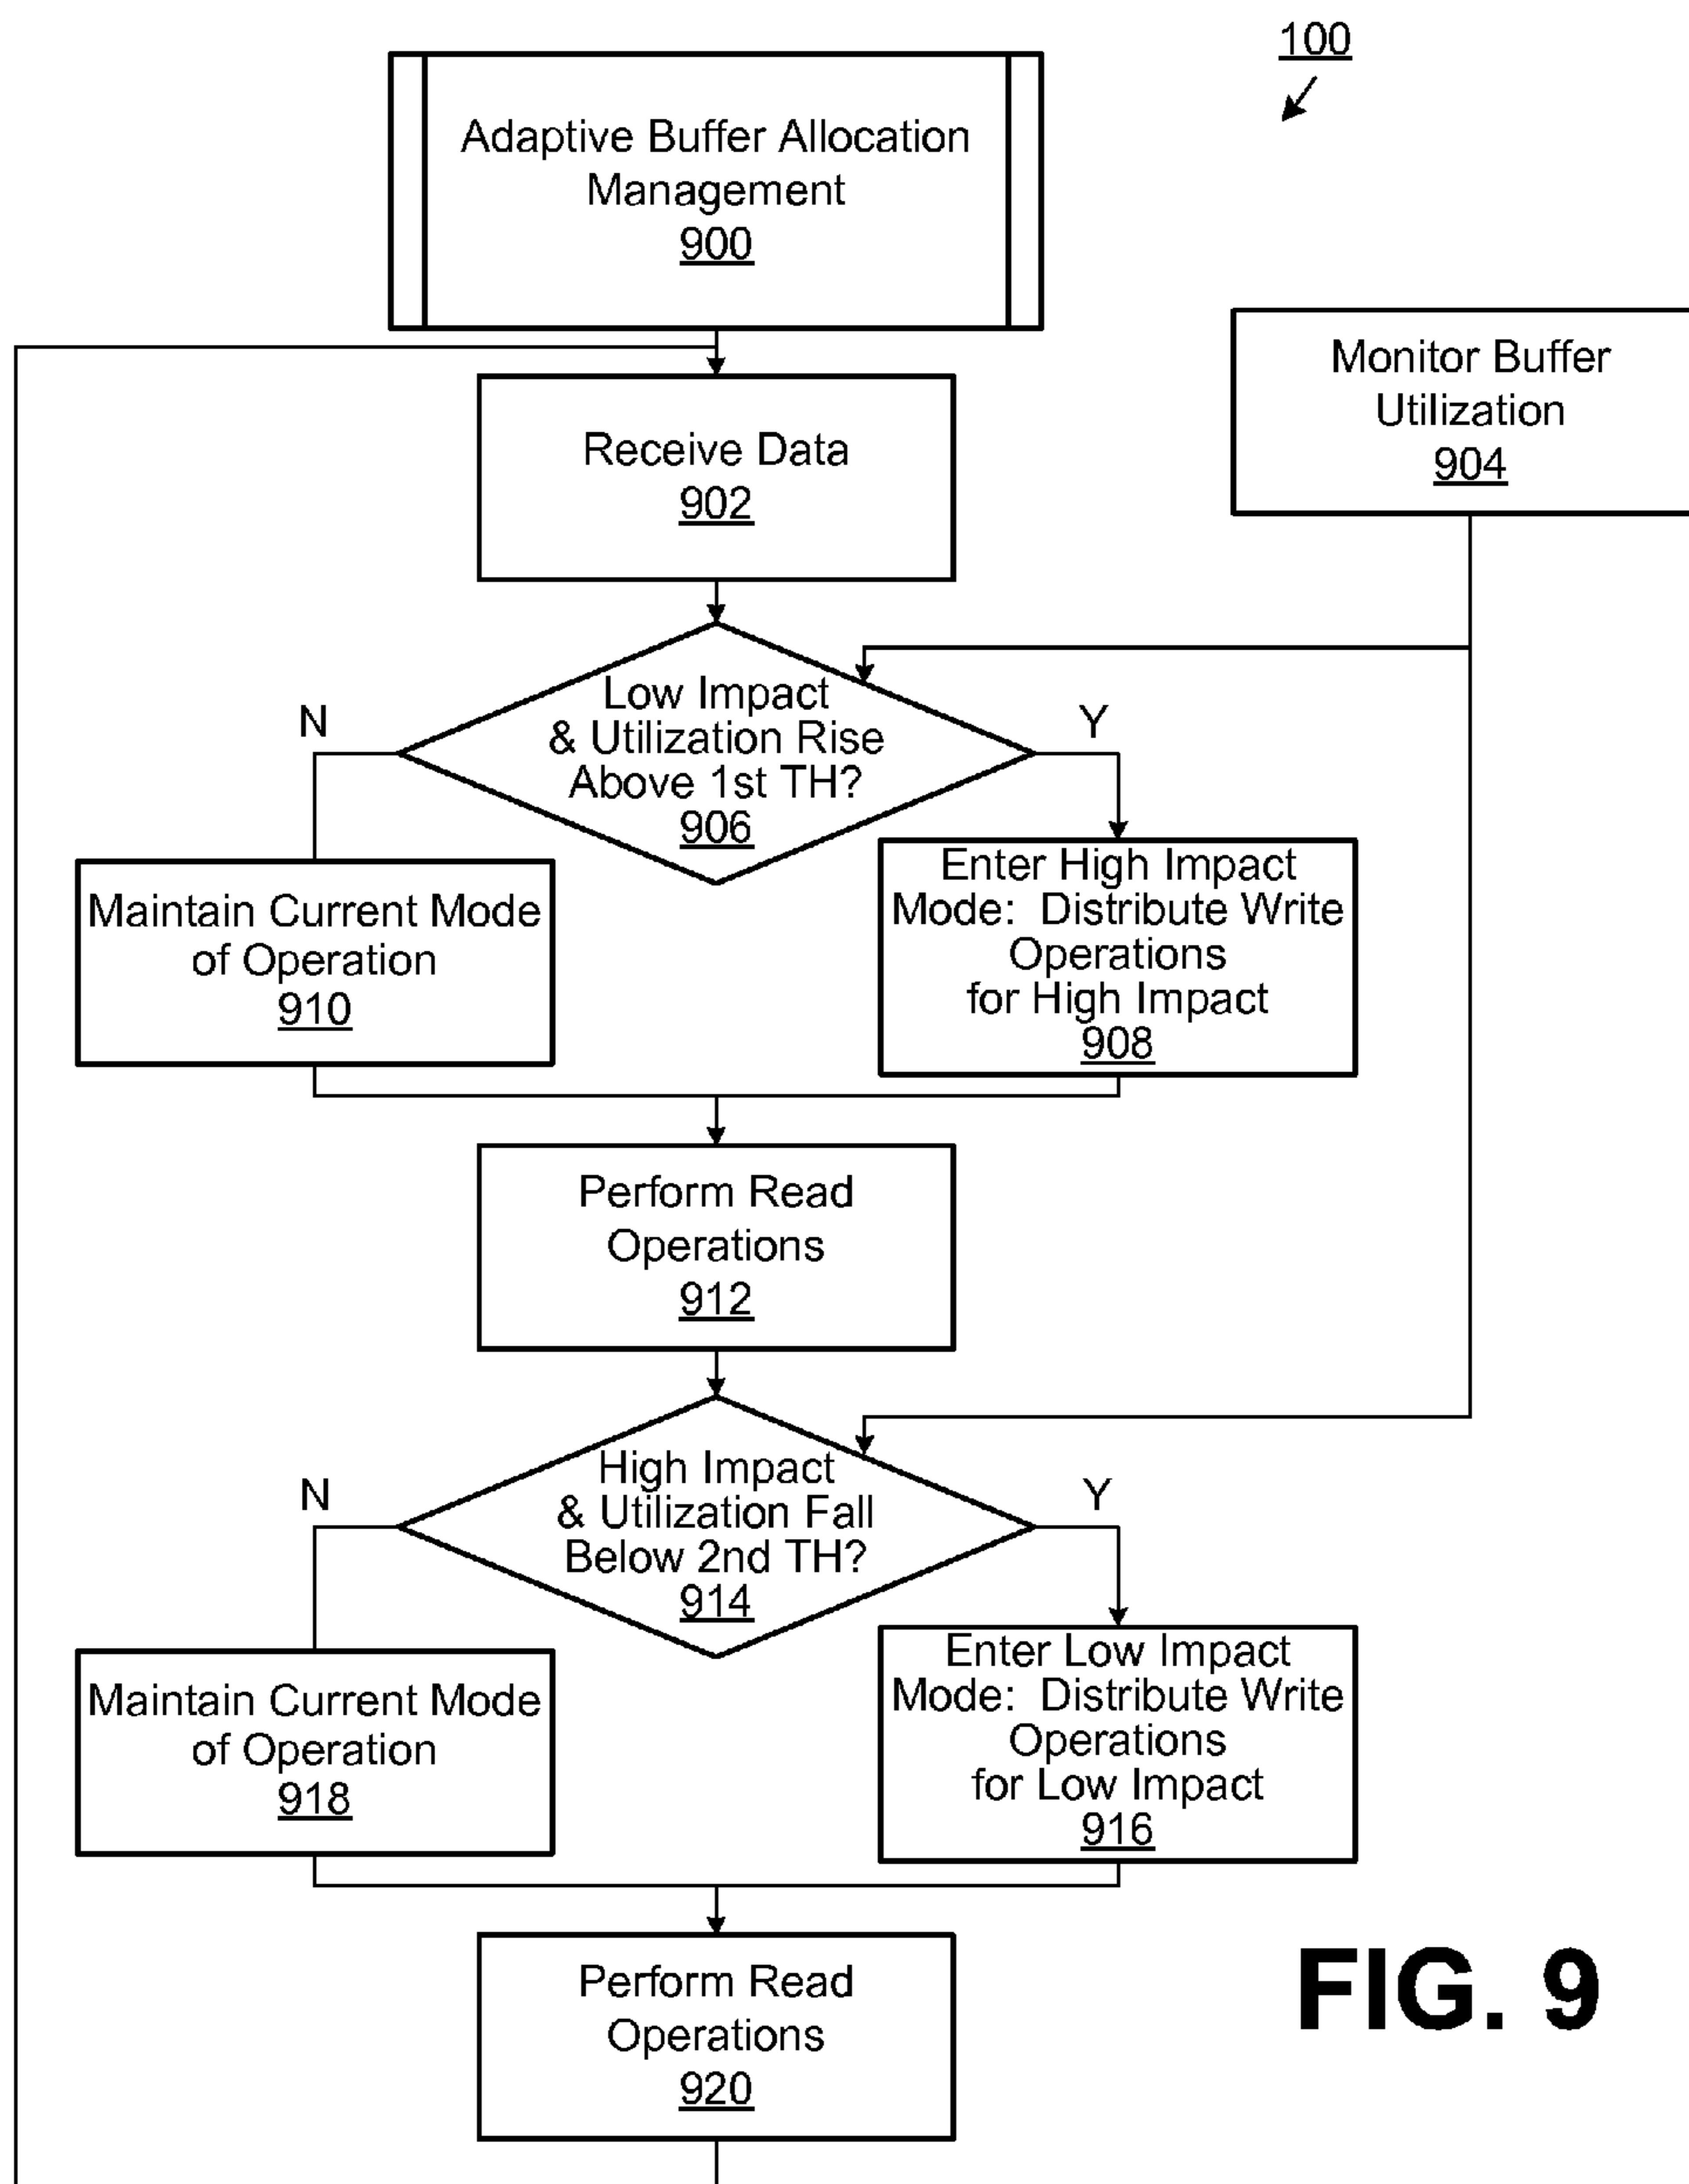 100
Adaptive Buffer Allocation
Management
900
Monitor Buffer
Utilization
904
Receive Data
902
Low Impact
& Utilization Rise
Above 1st TH?
906
N
Y
Maintain Current Mode
of Operation
910
Enter High Impact
Mode: Distribute Write
Operations
for High Impact
908
Perform Read
Operations
912
High Impact
& Utilization Fall
Below 2nd TH?
914
N
Y
Maintain Current Mode
of Operation
918
Enter Low Impact
Mode: Distribute Write
Operations
for Low Impact
916
Perform Read
Operations
920
FIG. 9